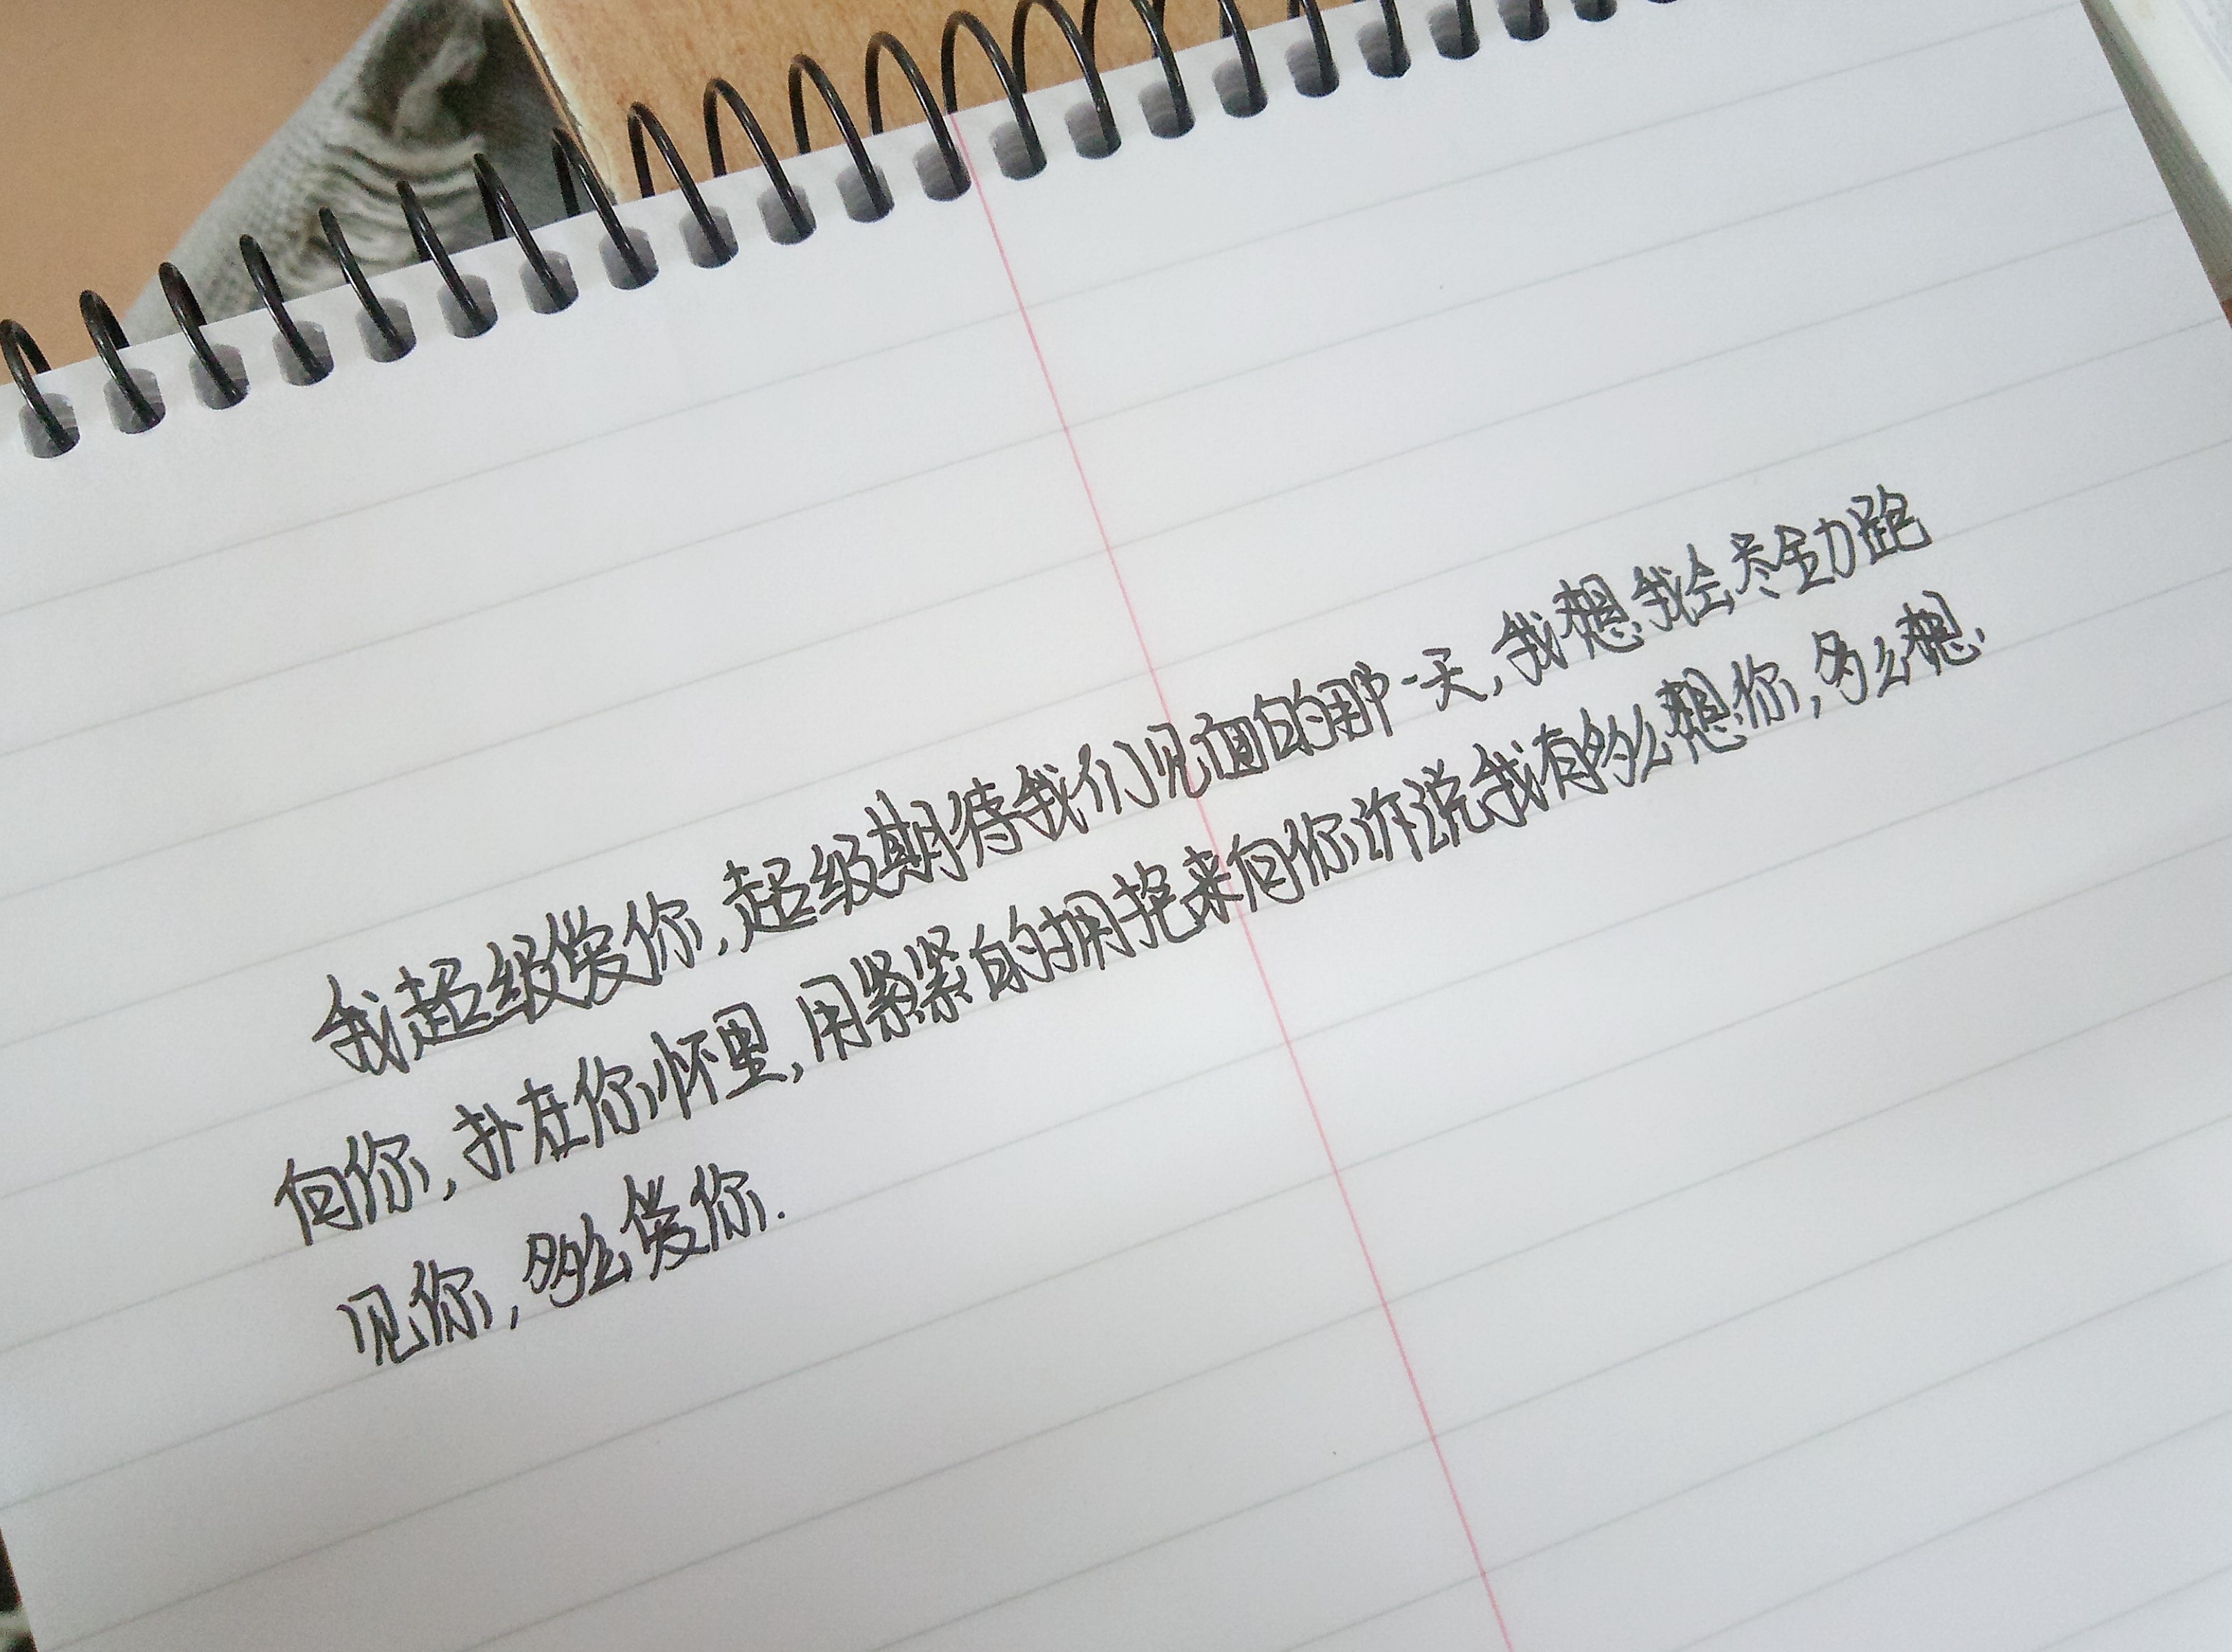 我超级爱你,超级期待我们见面的那一天,我想我会尽全力跑
向你,扑在你怀里,用紧紧的拥抱来向你诉说我有多么想你,多么想
见你,多么爱你.